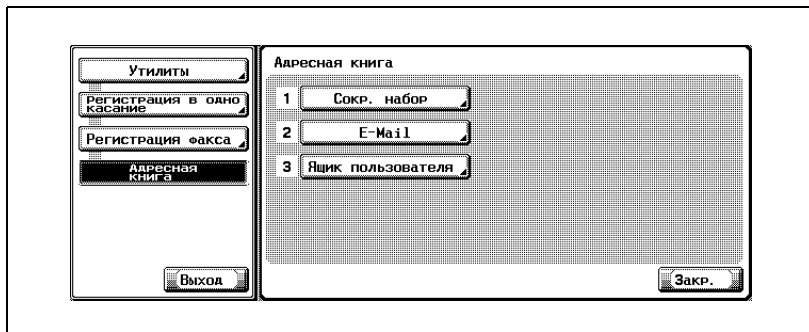 Утилиты
Регистрация в одно
касание
Регистрация факса
Адресная
книга
Выход
Адресная книга
1 Сокр. набор
2 E-Mail
3 Ящик пользователя
Закр.